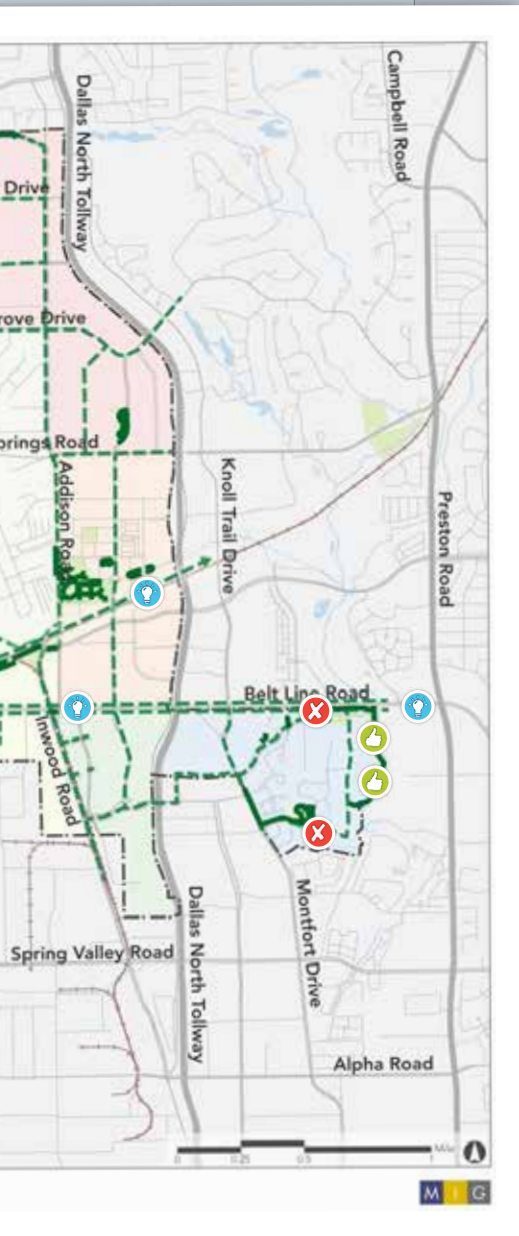 Campbell Road
Dallas North Tollway
Drive
rove Drive
prings Road
Addison Road
Knoll Trail Drive
Preston Road
Belt Line Road
Inwood Road
Montfort Drive
Dallas North Tollway
Spring Valley Road
Alpha Road
0 0.25 0.5 1 Mile
M I G